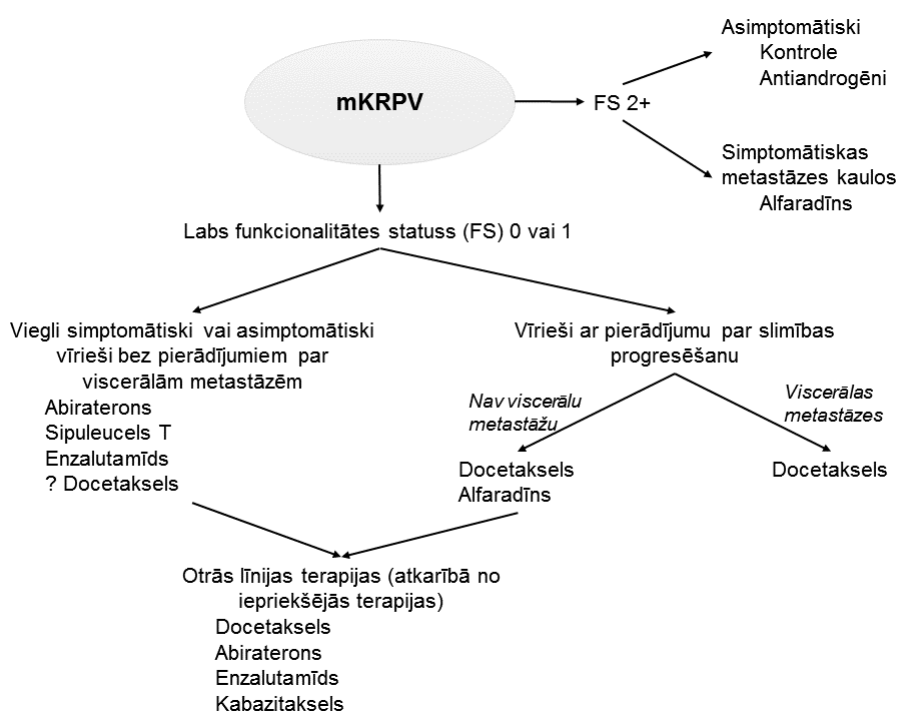 mKRPV
FS 2+
Asimptomātiski
Kontrole
Antiandrogēni
Simptomātiskas
metastāzes kaulos
Alfaradīns
Labs funkcionalitātes statuss (FS) 0 vai 1
Viegli simptomātiski vai asimptomātiski
vīrieši bez pierādījumiem par
viscerālām metastāzēm
Abiraterons
Sipuleucels T
Enzalutamīds
? Docetaksels
Vīrieši ar pierādījumu par slimības
progresēšanu
Nav viscerālu
metastāžu
Viscerālas
metastāzes
Docetaksels
Alfaradīns
Docetaksels
Otrās līnijas terapijas (atkarībā no
iepriekšējās terapijas)
Docetaksels
Abiraterons
Enzalutamīds
Kabazitaksels